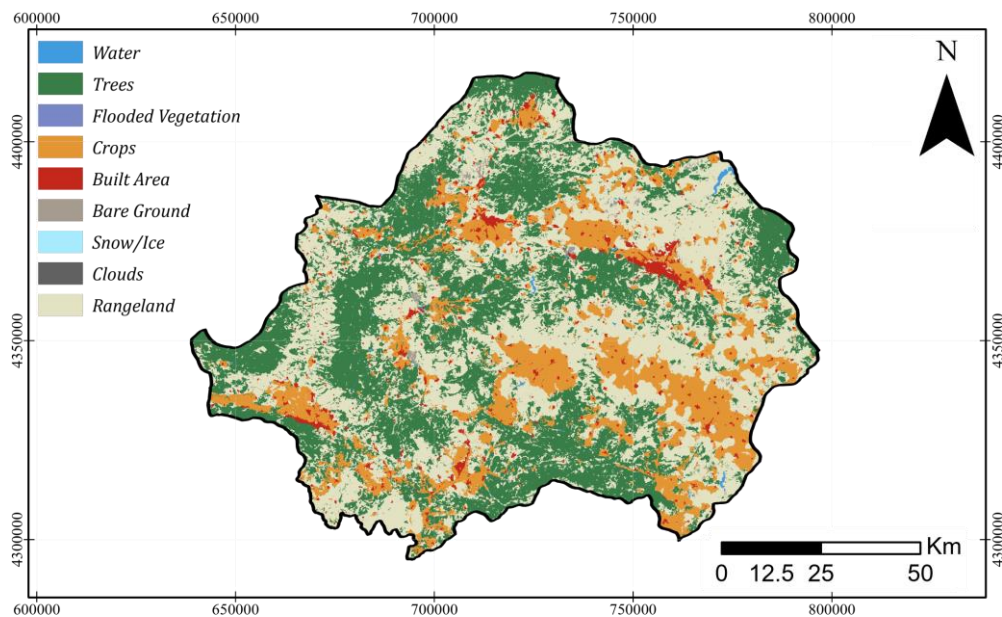 600000 650000 700000 750000 800000
Water
Trees
Flooded Vegetation
Crops
Built Area
Bare Ground
Snow/Ice
Clouds
Rangeland
N
4400000 4400000
4350000 4350000
4300000 4300000
Km
0 12.5 25 50
600000 650000 700000 750000 800000